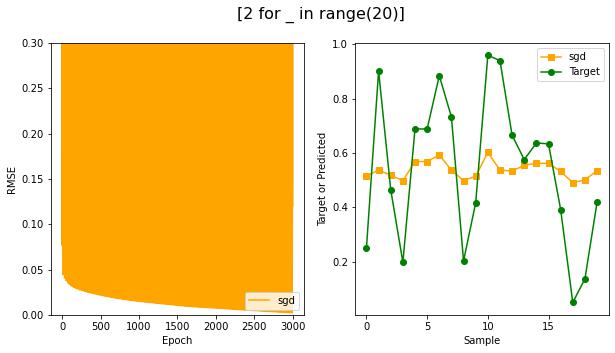 [2 for _ in range(20)]
0.30
0.25
0.20
0.15
0.10
0.05
0.00
RMSE
0 500 1000 1500 2000 2500 3000
Epoch
sgd
1.0
0.8
0.6
0.4
0.2
Target or Predicted
0 5 10 15
Sample
sgd
Target